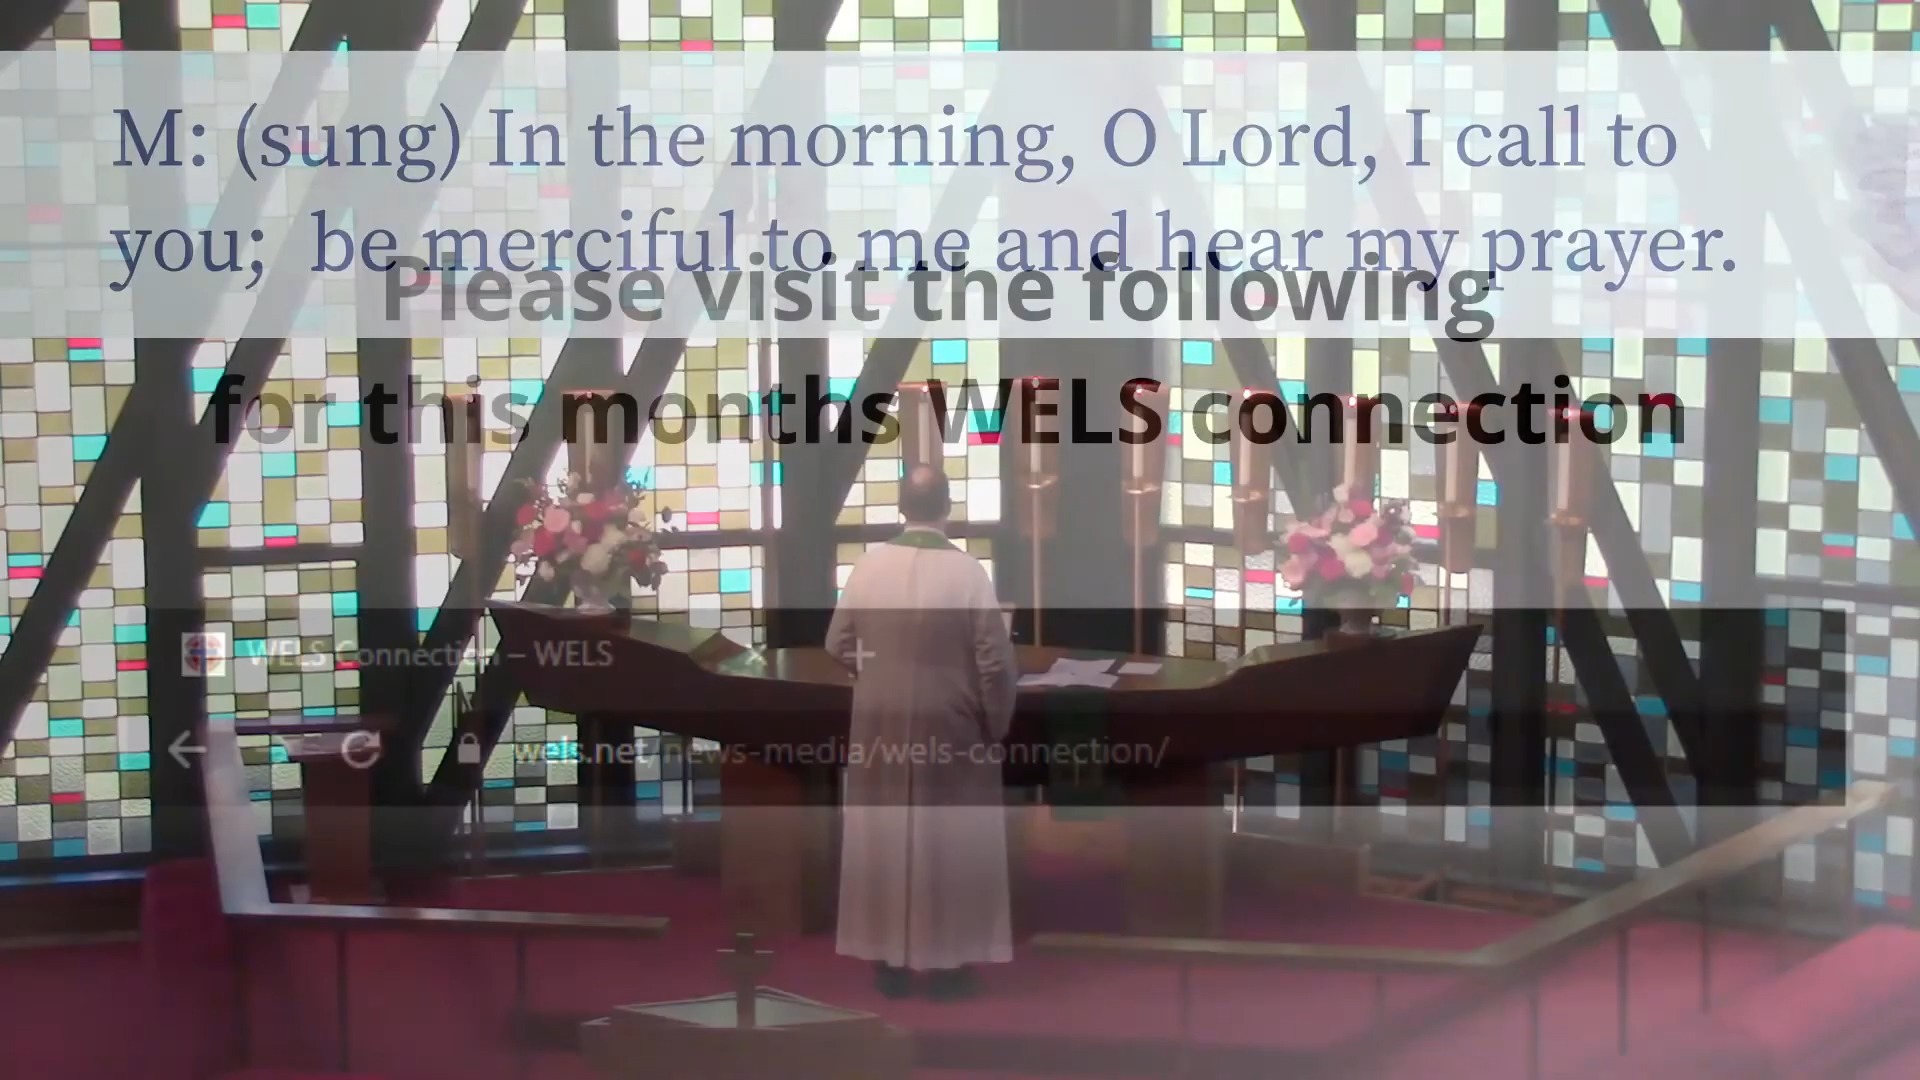 M: (sung) In the morning, O Lord, I call to
you; be merciful to me and hear my prayer.
Please visit the following
for this months WELS connection
WELS Connection – WELS
wels.net/news-media/wels-connection/